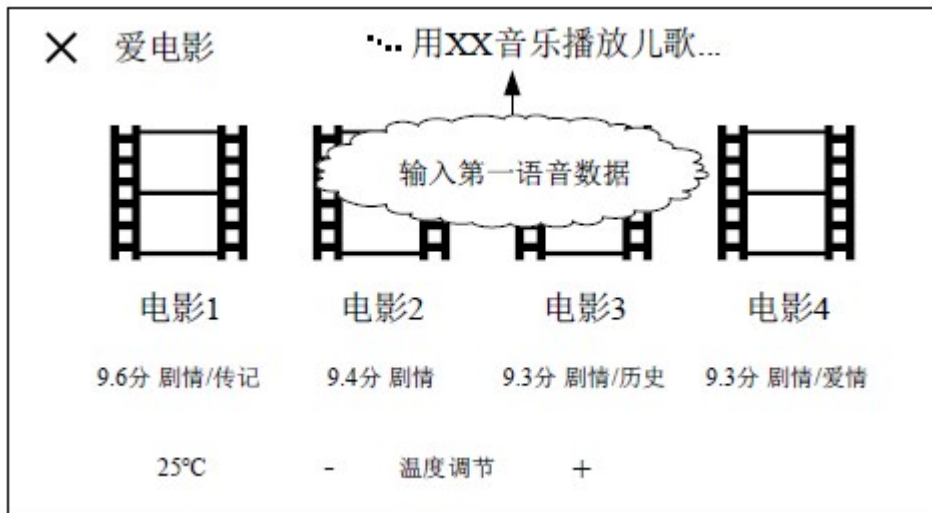 爱电影 用XX音乐播放儿歌...
输入第一语音数据
电影1 电影2 电影3 电影4
9.6分 剧情/传记 9.4分 剧情 9.3分 剧情/历史 9.3分 剧情/爱情
25℃ - 温度调节 +